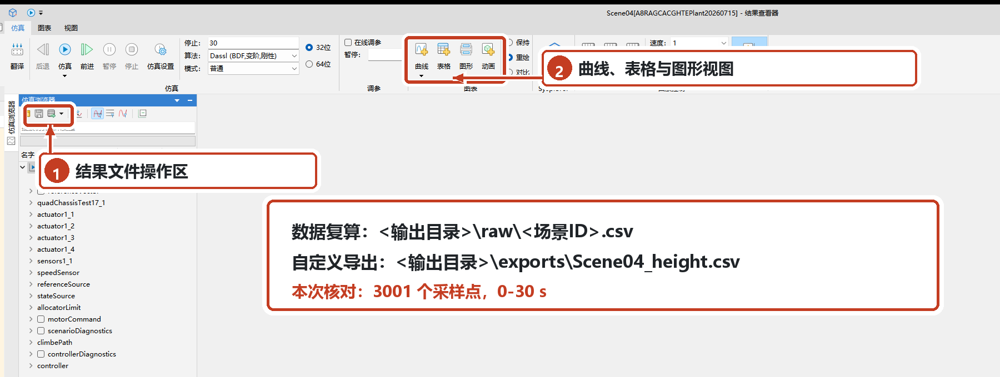 Scene04[A8RAGCACGHTEPlant20260715] - 结果查看器
仿真 图表 视图
翻译 后退 仿真 前进 暂停 停止 仿真设置
停止: 30
算法: Dassl (BDF,变阶,刚性)
模式: 普通
32位
64位
仿真
在线调参
暂停:
调参
曲线 表格 图形 动画
图表
保持
重绘
对比
速度: 1
2 曲线、表格与图形视图
仿真浏览器
仿真浏览器
名字
1 结果文件操作区
quadChassisTest17_1
actuator1_1
actuator1_2
actuator1_3
actuator1_4
sensors1_1
speedSensor
referenceSource
stateSource
allocatorLimit
motorCommand
scenarioDiagnostics
climbePath
controllerDiagnostics
controller
数据复算：<输出目录>\raw\<场景ID>.csv
自定义导出：<输出目录>\exports\Scene04_height.csv
本次核对：3001 个采样点，0-30 s